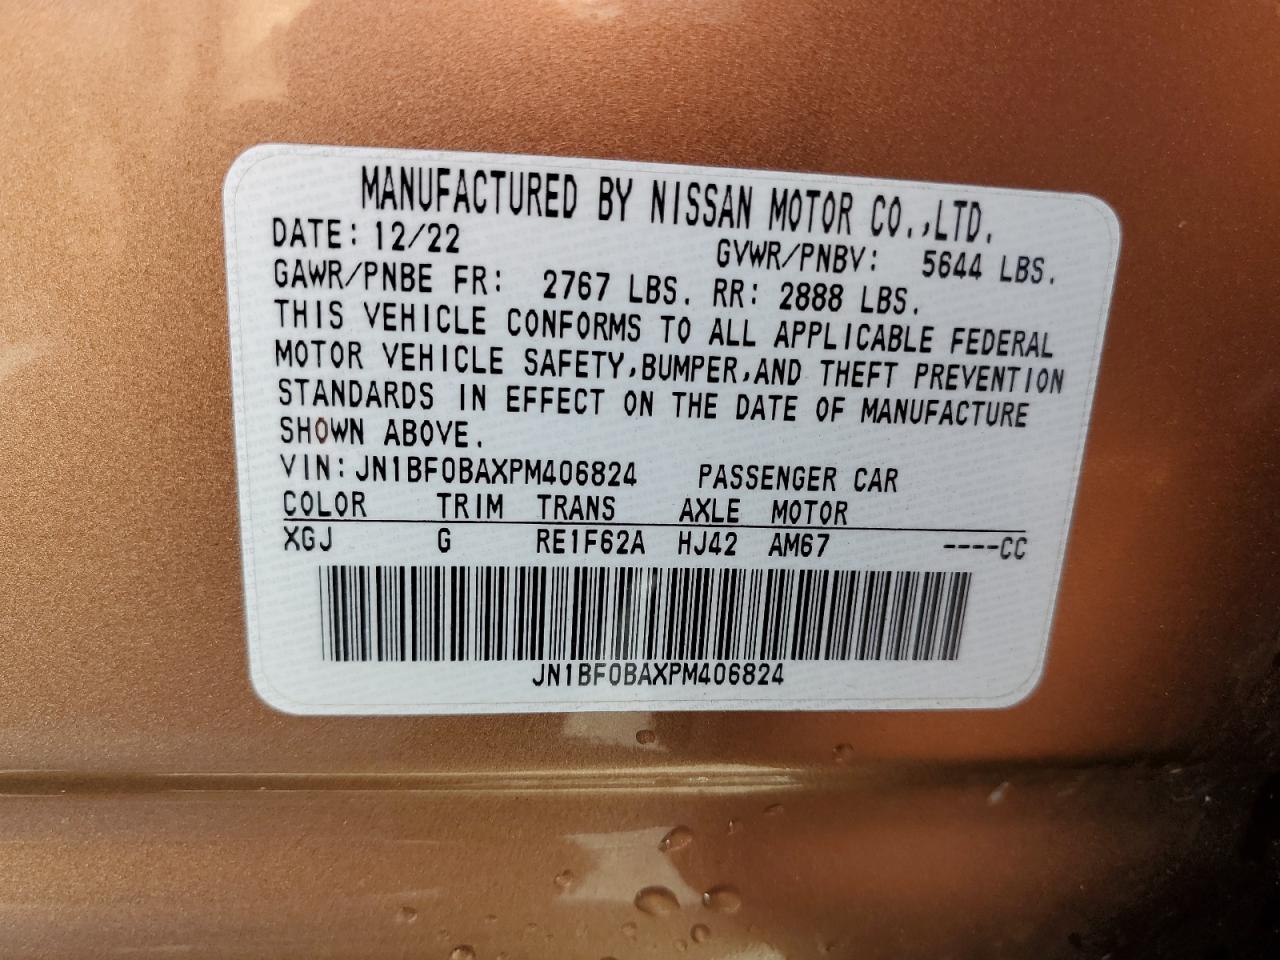 MANUFACTURED BY NISSAN MOTOR CO.,LTD.
DATE: 12/22 GVWR/PNBV: 5644 LBS.
GAWR/PNBE FR: 2767 LBS. RR: 2888 LBS.
THIS VEHICLE CONFORMS TO ALL APPLICABLE FEDERAL
MOTOR VEHICLE SAFETY,BUMPER,AND THEFT PREVENTION
STANDARDS IN EFFECT ON THE DATE OF MANUFACTURE
SHOWN ABOVE.
VIN: JN1BF0BAXPM406824 PASSENGER CAR
COLOR TRIM TRANS AXLE MOTOR
XGJ G RE1F62A HJ42 AM67 ----CC
JN1BF0BAXPM406824